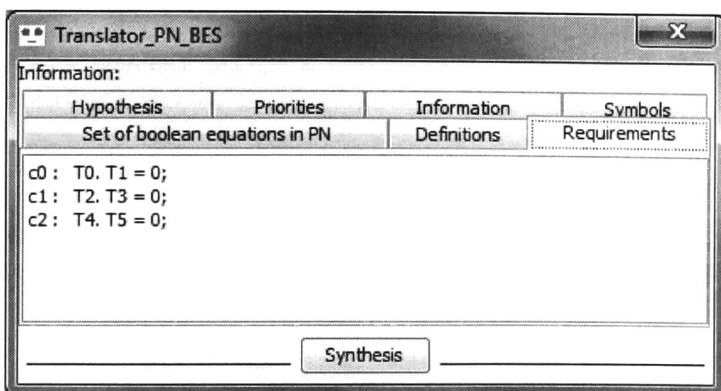 Translator_PN_BES
x
Information:
Hypothesis Priorities Information Symbols
Set of boolean equations in PN Definitions Requirements
c0 : T0. T1 = 0;
c1 : T2. T3 = 0;
c2 : T4. T5 = 0;
Synthesis